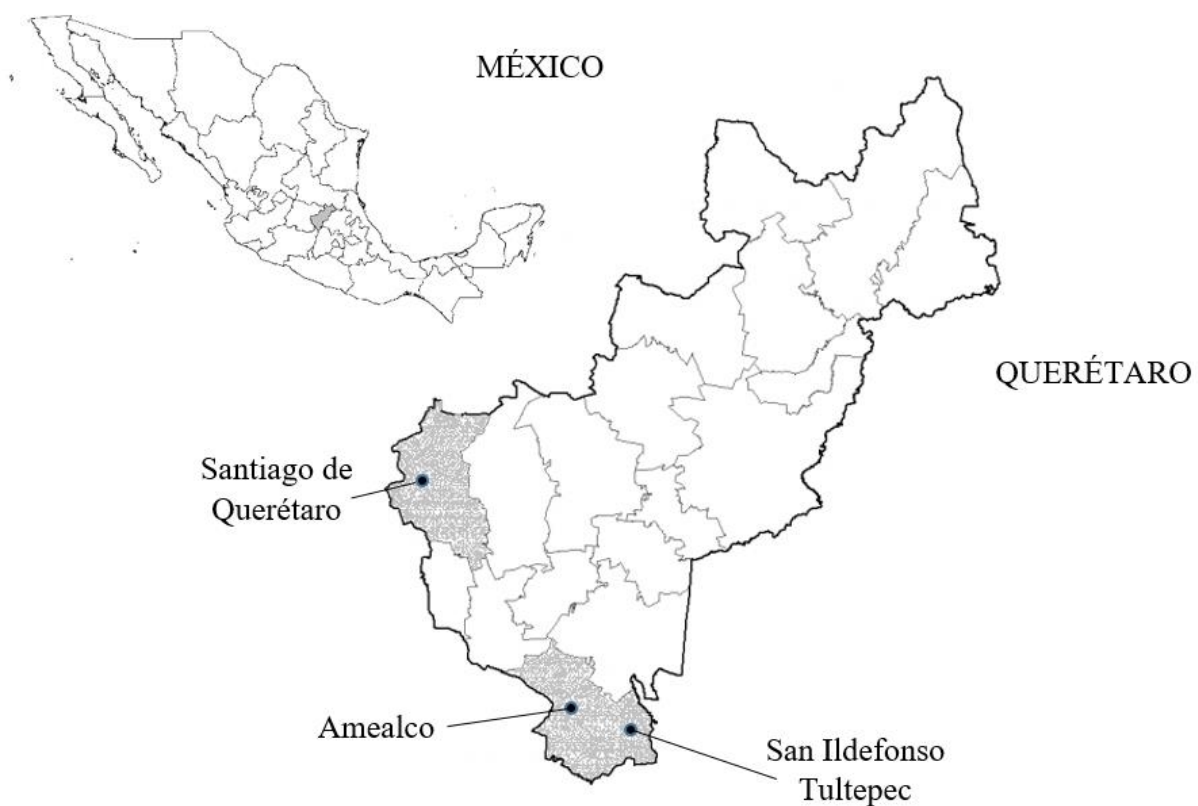 MÉXICO
QUERÉTARO
Santiago de
Querétaro
Amealco
San Ildefonso
Tultepec